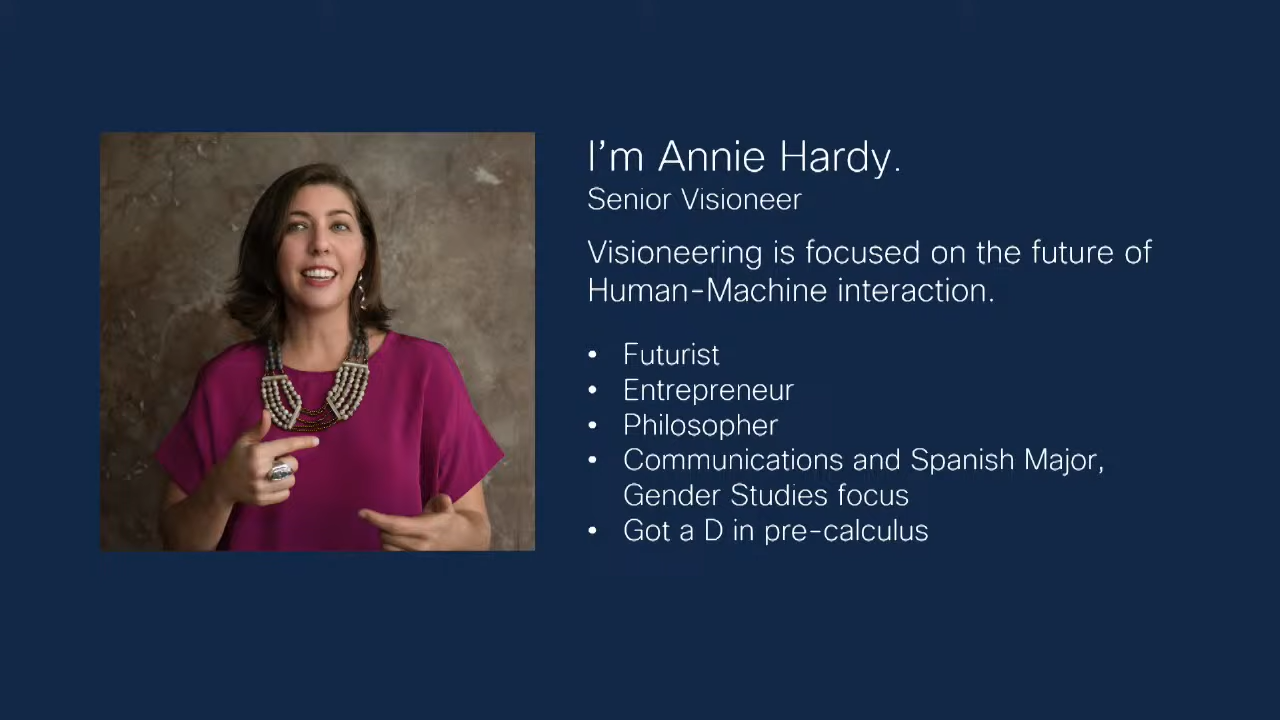 I'm Annie Hardy.
Senior Visioneer
Visioneering is focused on the future of
Human-Machine interaction.
• Futurist
• Entrepreneur
• Philosopher
• Communications and Spanish Major,
Gender Studies focus
• Got a D in pre-calculus